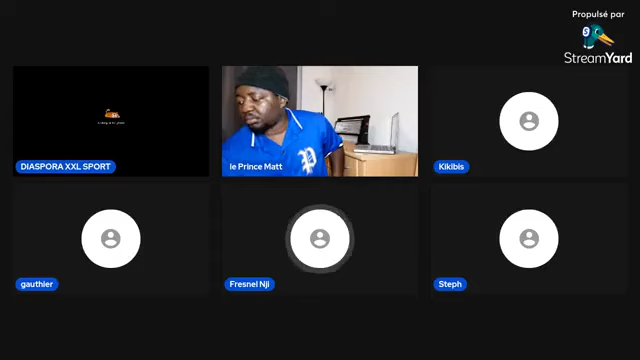 Propulsé par
StreamYard
DIASPORA XXL SPORT
le Prince Matt
Kikibis
gauthier
Fresnel Nji
Steph